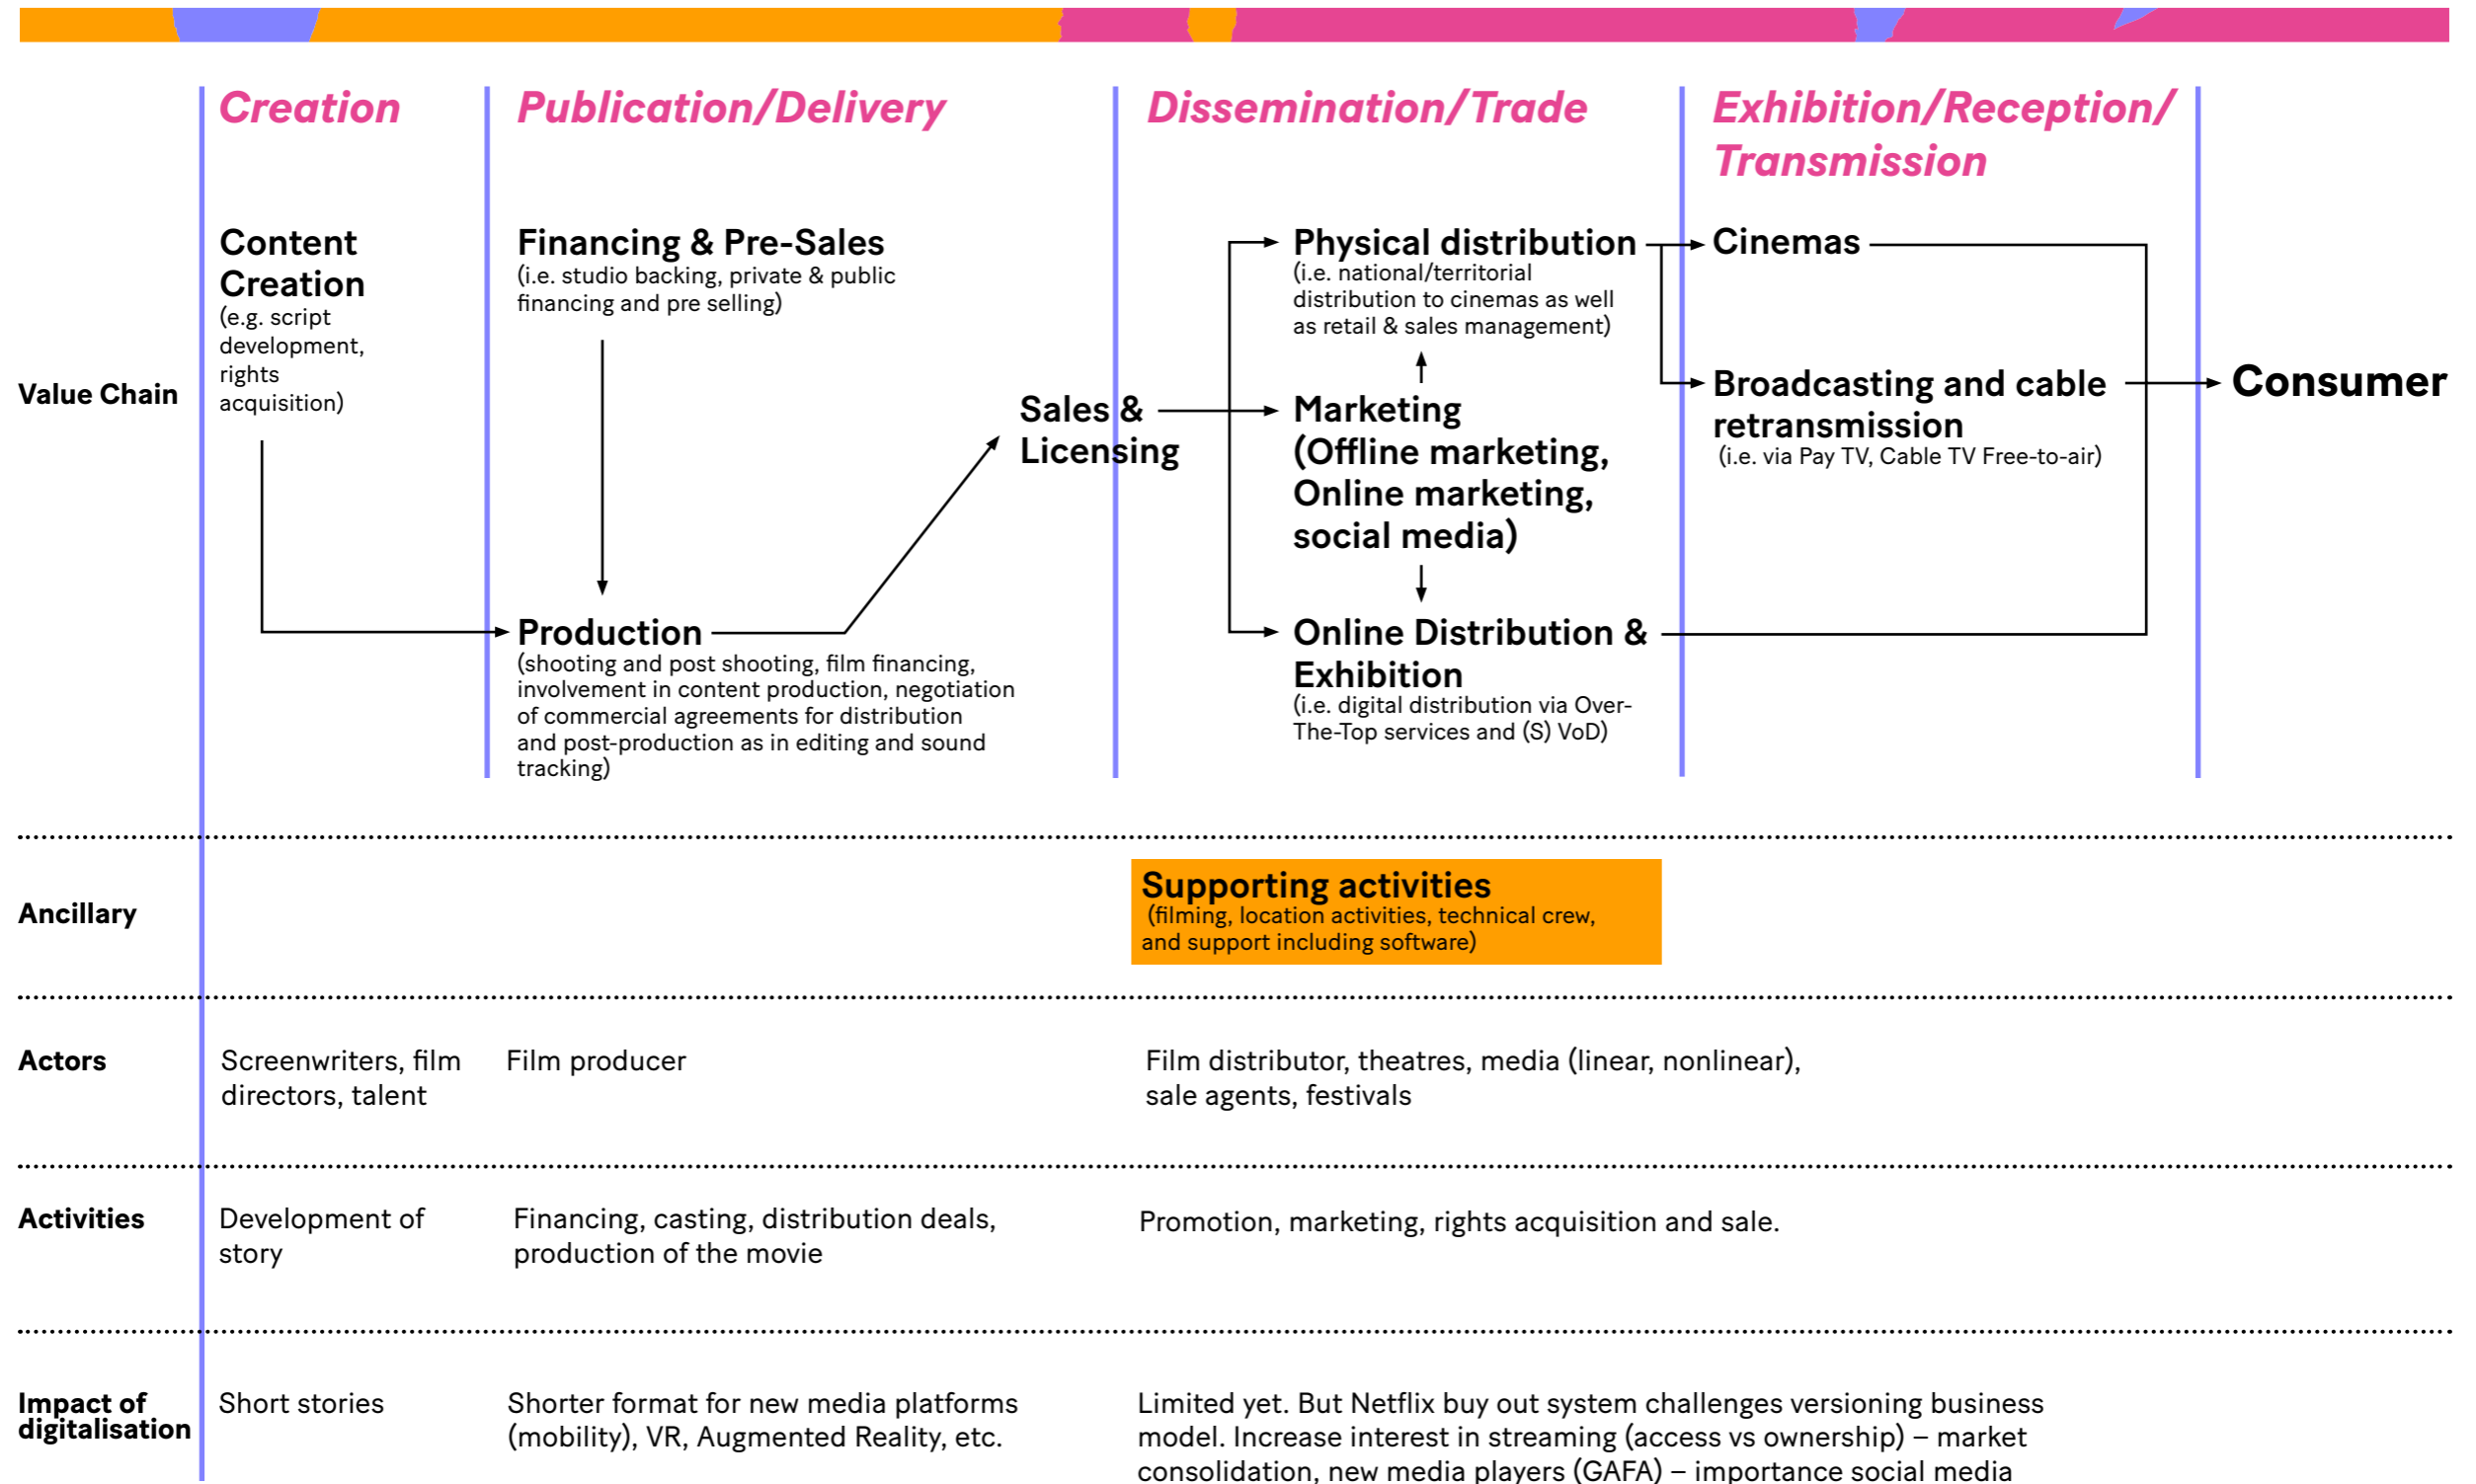 Creation
Publication/Delivery
Dissemination/Trade
Exhibition/Reception/
Transmission
Value Chain
Content
Creation
(e.g. script
development,
rights
acquisition)
Financing & Pre-Sales
(i.e. studio backing, private & public
financing and pre selling)
Production
(shooting and post shooting, film financing,
involvement in content production, negotiation
of commercial agreements for distribution
and post-production as in editing and sound
tracking)
Sales &
Licensing
Physical distribution
(i.e. national/territorial
distribution to cinemas as well
as retail & sales management)
Marketing
(Offline marketing,
Online marketing,
social media)
Online Distribution &
Exhibition
(i.e. digital distribution via Over-
The-Top services and (S) VoD)
Cinemas
Broadcasting and cable
retransmission
(i.e. via Pay TV, Cable TV Free-to-air)
Consumer
Ancillary
Supporting activities
(filming, location activities, technical crew,
and support including software)
Actors
Screenwriters, film
directors, talent
Film producer
Film distributor, theatres, media (linear, nonlinear),
sale agents, festivals
Activities
Development of
story
Financing, casting, distribution deals,
production of the movie
Promotion, marketing, rights acquisition and sale.
Impact of
digitalisation
Short stories
Shorter format for new media platforms
(mobility), VR, Augmented Reality, etc.
Limited yet. But Netflix buy out system challenges versioning business
model. Increase interest in streaming (access vs ownership) – market
consolidation, new media players (GAFA) – importance social media